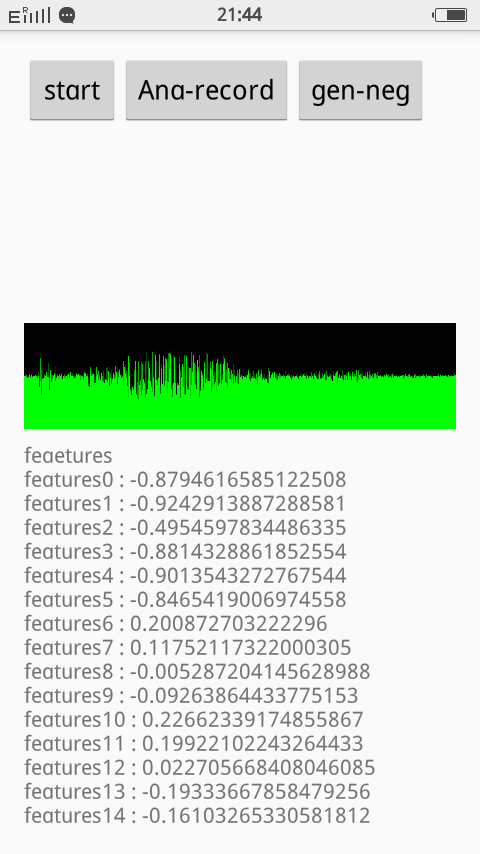 E R 21:44
start Ana-record gen-neg
feaetures
features0 : -0.8794616585122508
features1 : -0.9242913887288581
features2 : -0.4954597834486335
features3 : -0.8814328861852554
features4 : -0.9013543272767544
features5 : -0.8465419006974558
features6 : 0.200872703222296
features7 : 0.11752117322000305
features8 : -0.005287204145628988
features9 : -0.09263864433775153
features10 : 0.22662339174855867
features11 : 0.19922102243264433
features12 : 0.022705668408046085
features13 : -0.19333667858479256
features14 : -0.16103265330581812